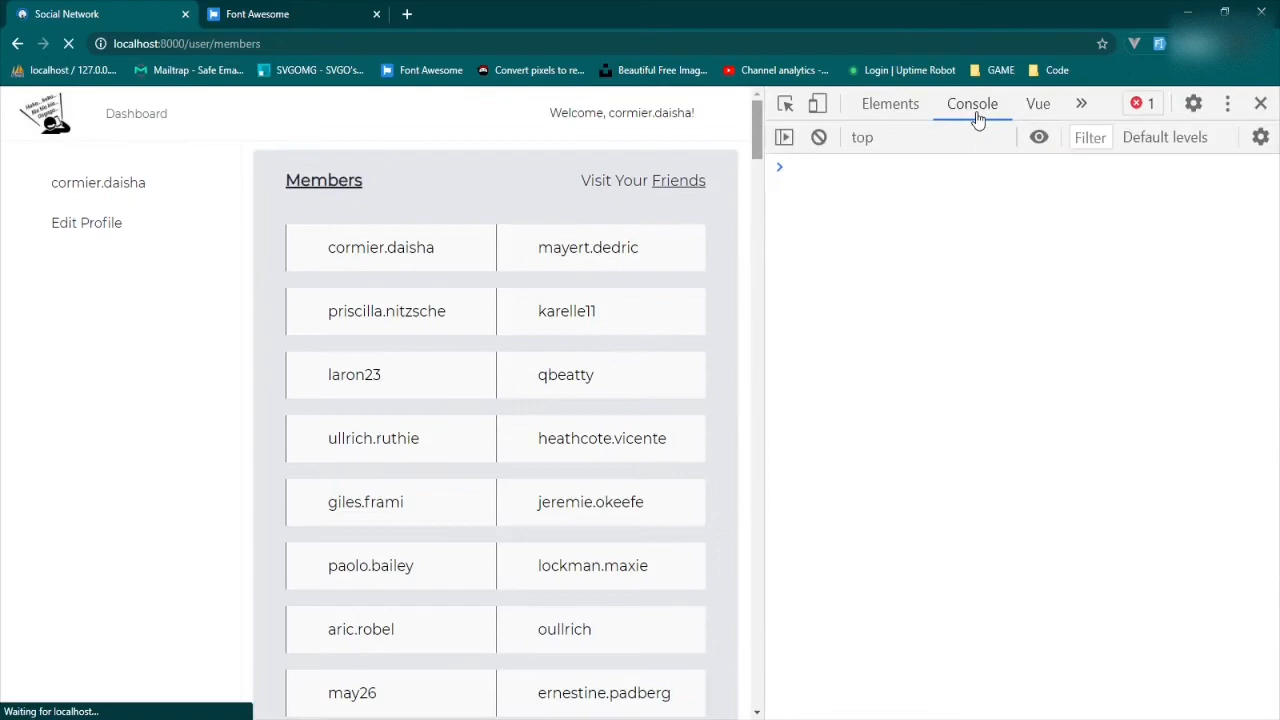 Social Network
Font Awesome
localhost:8000/user/members
localhost / 127.0.0....
Mailtrap - Safe Ema...
SVGOMG - SVGO's...
Font Awesome
Convert pixels to re...
Beautiful Free Imag...
Channel analytics -...
Login | Uptime Robot
GAME
Code
Dashboard
Welcome, cormier.daisha!
Elements
Console
Vue
1
top
Filter
Default levels
cormier.daisha
Edit Profile
Members
Visit Your Friends
cormier.daisha
mayert.dedric
priscilla.nitzsche
karelle11
laron23
qbeatty
ullrich.ruthie
heathcote.vicente
giles.frami
jeremie.okeefe
paolo.bailey
lockman.maxie
aric.robel
oullrich
may26
ernestine.padberg
Waiting for localhost...